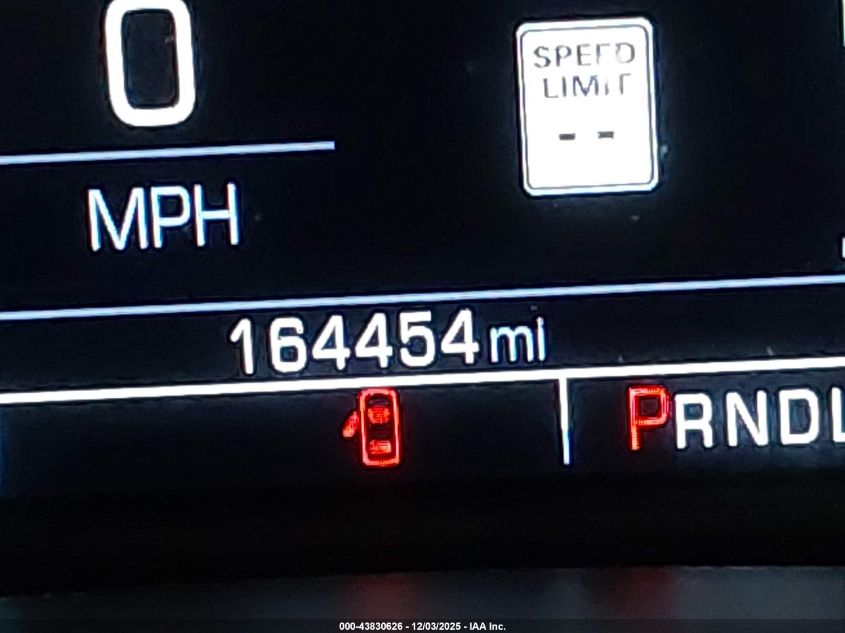 0
SPEED
LIMIT
--
MPH
164454 mi
PRNDL
000-43830626 - 12/03/2025 - IAA Inc.